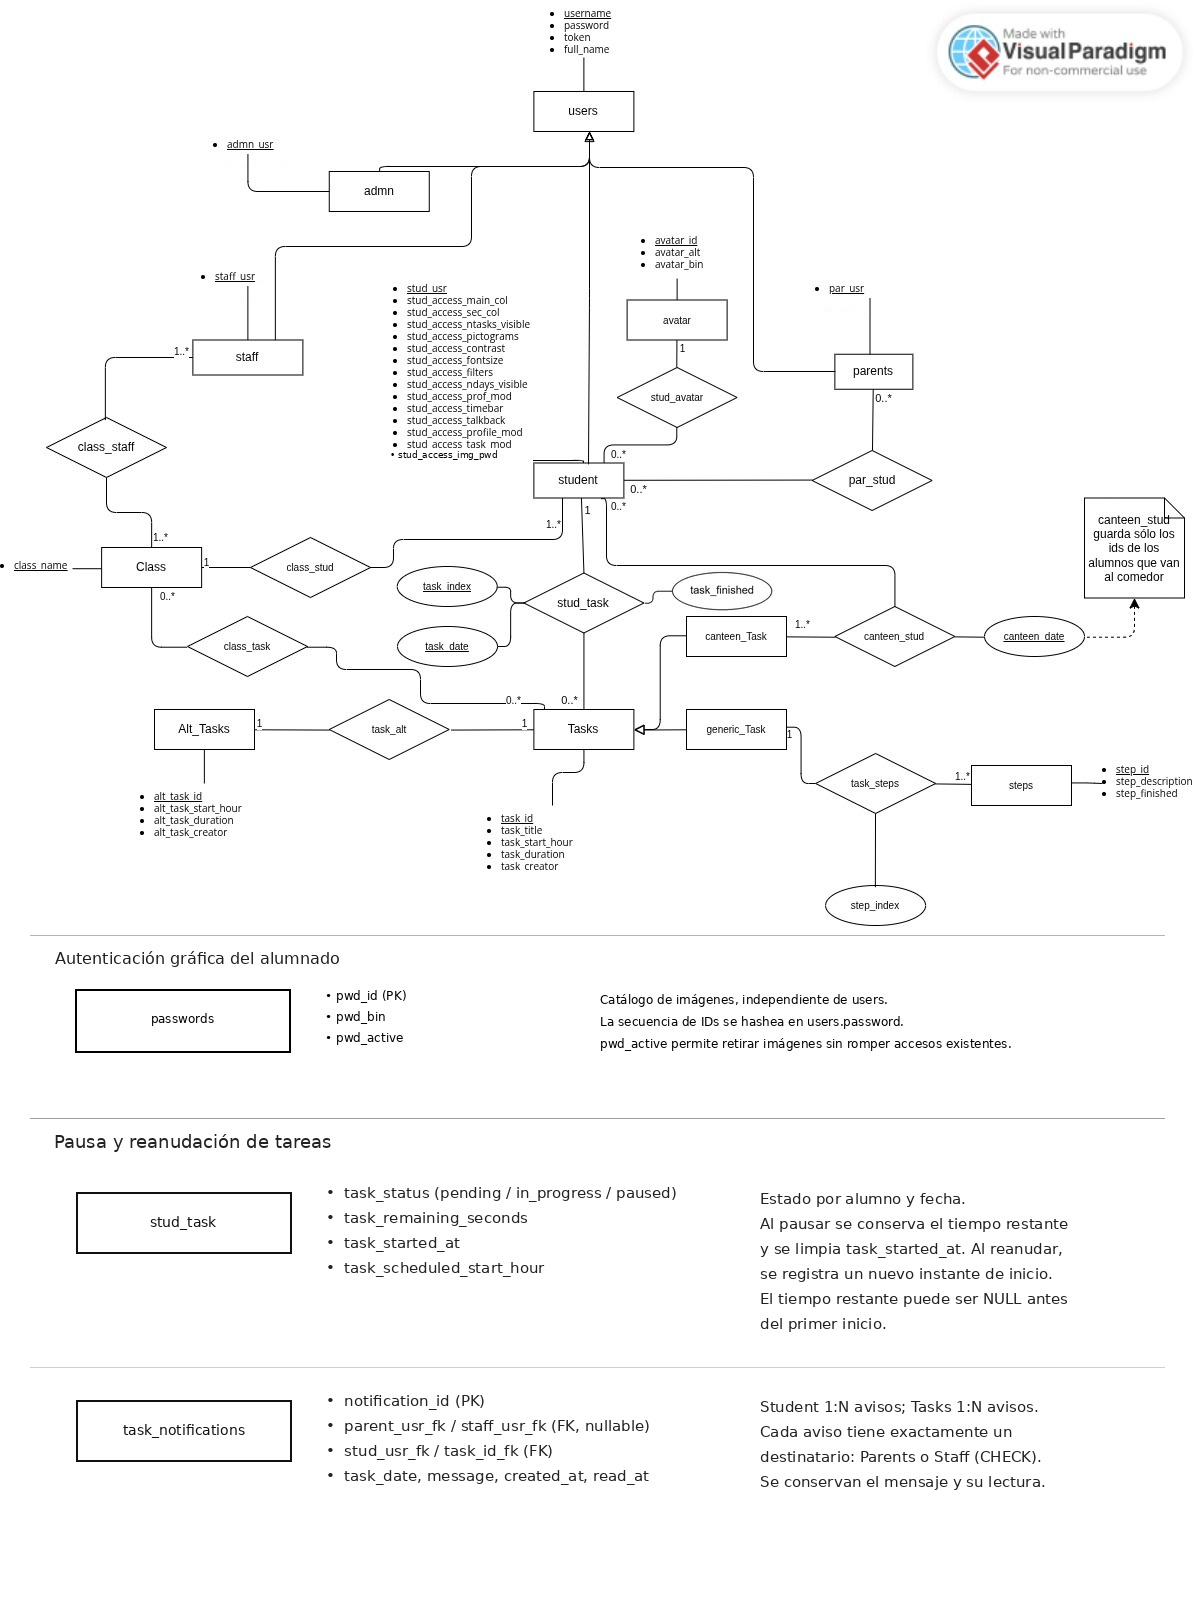 • username
• password
• token
• full_name
Made with
Visual Paradigm
For non-commercial use
users
• admn_usr
admn
• avatar_id
• avatar_alt
• avatar_bin
• staff_usr
• stud_usr
• stud_access_main_col
• stud_access_sec_col
• stud_access_ntasks_visible
• stud_access_pictograms
• stud_access_contrast
• stud_access_fontsize
• stud_access_filters
• stud_access_ndays_visible
• stud_access_prof_mod
• stud_access_timebar
• stud_access_talkback
• stud_access_profile_mod
• stud_access_task_mod
• stud_access_img_pwd
• par_usr
avatar
1
1..*
staff
parents
0..*
stud_avatar
class_staff
0..*
student
0..*
par_stud
1..*
1
0..*
canteen_stud
guarda sólo los
ids de los
alumnos que van
al comedor
1..*
• class_name
Class
1
class_stud
0..*
task_index
stud_task
task_finished
class_task
task_date
canteen_Task
1..*
canteen_stud
canteen_date
0..*
0..*
Alt_Tasks
1
task_alt
1
Tasks
generic_Task
1
task_steps
1..*
steps
• step_id
• step_description
• step_finished
• alt_task_id
• alt_task_start_hour
• alt_task_duration
• alt_task_creator
• task_id
• task_title
• task_start_hour
• task_duration
• task_creator
step_index
Autenticación gráfica del alumnado
passwords
• pwd_id (PK)
• pwd_bin
• pwd_active
Catálogo de imágenes, independiente de users.
La secuencia de IDs se hashea en users.password.
pwd_active permite retirar imágenes sin romper accesos existentes.
Pausa y reanudación de tareas
stud_task
• task_status (pending / in_progress / paused)
• task_remaining_seconds
• task_started_at
• task_scheduled_start_hour
Estado por alumno y fecha.
Al pausar se conserva el tiempo restante
y se limpia task_started_at. Al reanudar,
se registra un nuevo instante de inicio.
El tiempo restante puede ser NULL antes
del primer inicio.
task_notifications
• notification_id (PK)
• parent_usr_fk / staff_usr_fk (FK, nullable)
• stud_usr_fk / task_id_fk (FK)
• task_date, message, created_at, read_at
Student 1:N avisos; Tasks 1:N avisos.
Cada aviso tiene exactamente un
destinatario: Parents o Staff (CHECK).
Se conservan el mensaje y su lectura.